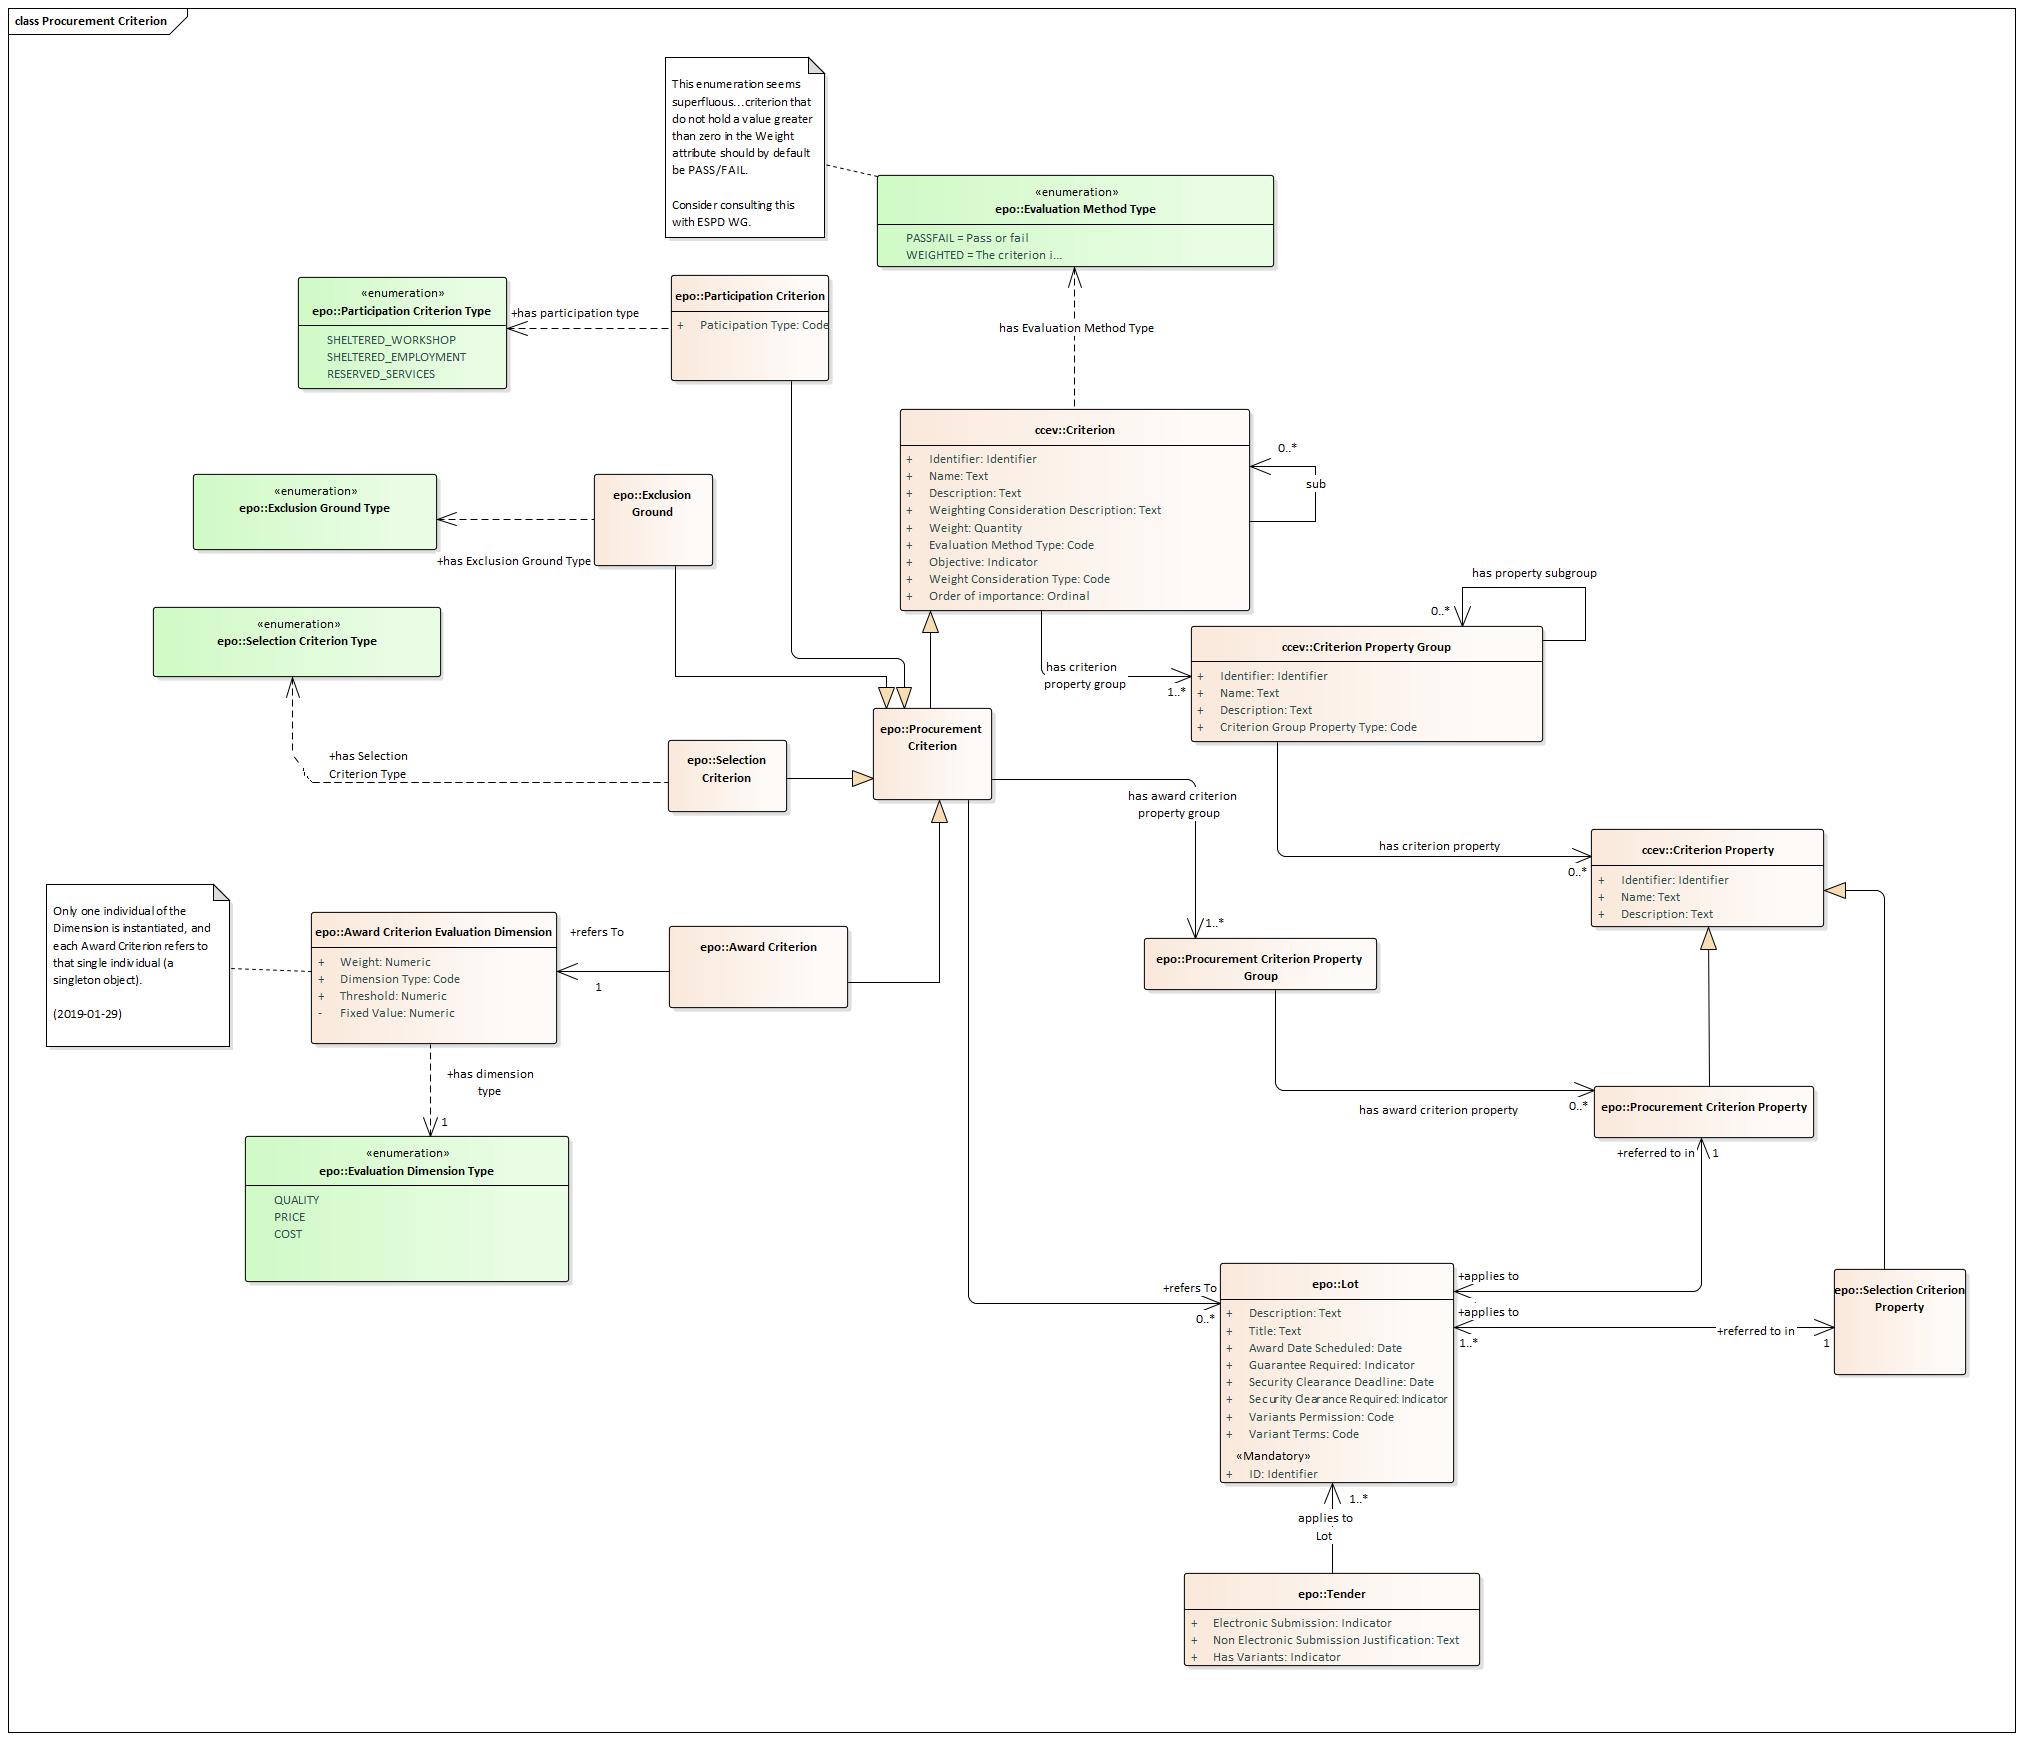 class Procurement Criterion
This enumeration seems
superfluous...criterion that
do not hold a value greater
than zero in the Weight
attribute should by default
be PASS/FAIL.
Consider consulting this
with ESPD WG.
«enumeration»
epo::Evaluation Method Type
PASSFAIL = Pass or fail
WEIGHTED = The criterion i...
«enumeration»
epo::Participation Criterion Type
SHELTERED_WORKSHOP
SHELTERED_EMPLOYMENT
RESERVED_SERVICES
+has participation type
epo::Participation Criterion
+ Paticipation Type: Code
has Evaluation Method Type
ccev::Criterion
+ Identifier: Identifier
+ Name: Text
+ Description: Text
+ Weighting Consideration Description: Text
+ Weight: Quantity
+ Evaluation Method Type: Code
+ Objective: Indicator
+ Weight Consideration Type: Code
+ Order of importance: Ordinal
0..*
sub
«enumeration»
epo::Exclusion Ground Type
+has Exclusion Ground Type
epo::Exclusion
Ground
«enumeration»
epo::Selection Criterion Type
+has Selection
Criterion Type
epo::Selection
Criterion
epo::Procurement
Criterion
has criterion
property group
1..*
has property subgroup
0..*
ccev::Criterion Property Group
+ Identifier: Identifier
+ Name: Text
+ Description: Text
+ Criterion Group Property Type: Code
has award criterion
property group
1..*
has criterion property
0..*
ccev::Criterion Property
+ Identifier: Identifier
+ Name: Text
+ Description: Text
Only one individual of the
Dimension is instantiated, and
each Award Criterion refers to
that single individual (a
singleton object).
(2019-01-29)
epo::Award Criterion Evaluation Dimension
+ Weight: Numeric
+ Dimension Type: Code
+ Threshold: Numeric
- Fixed Value: Numeric
+refers To
1
epo::Award Criterion
epo::Procurement Criterion Property
Group
+has dimension
type
1
«enumeration»
epo::Evaluation Dimension Type
QUALITY
PRICE
COST
has award criterion property
0..*
epo::Procurement Criterion Property
+referred to in
1
+refers To
0..*
epo::Lot
+ Description: Text
+ Title: Text
+ Award Date Scheduled: Date
+ Guarantee Required: Indicator
+ Security Clearance Deadline: Date
+ Security Clearance Required: Indicator
+ Variants Permission: Code
+ Variant Terms: Code
«Mandatory»
+ ID: Identifier
+applies to
+applies to
1..*
+referred to in
1
epo::Selection Criterion
Property
1..*
applies to
Lot
epo::Tender
+ Electronic Submission: Indicator
+ Non Electronic Submission Justification: Text
+ Has Variants: Indicator